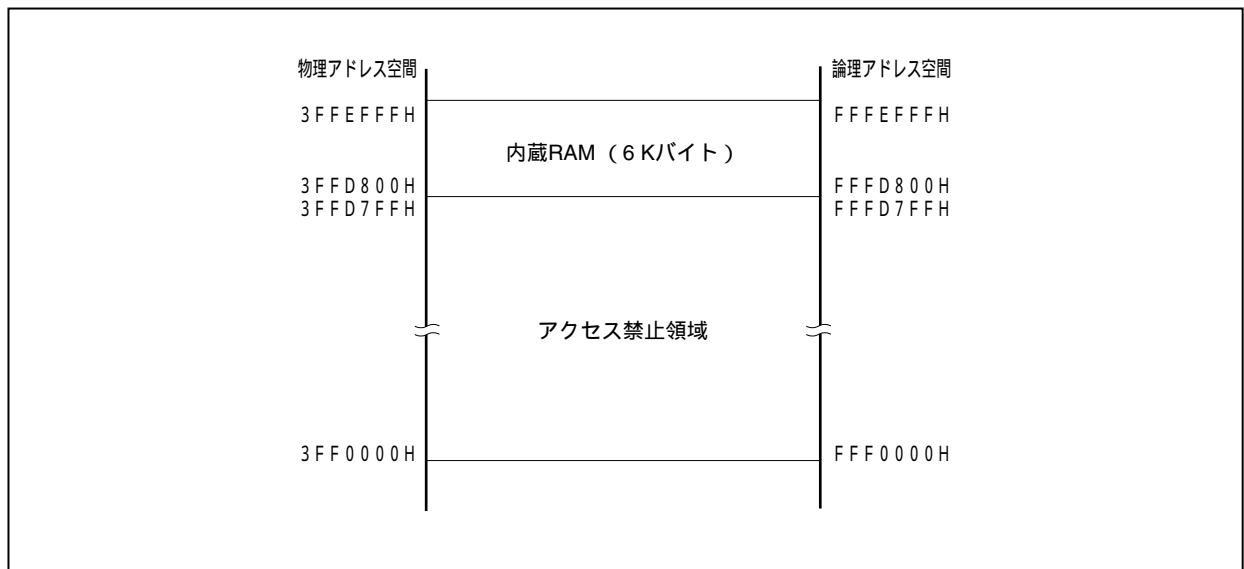 物理アドレス空間 論理アドレス空間
3FFEFFFH FFFEFFFH
内蔵RAM（6 Kバイト）
3FFD800H FFFD800H
3FFD7FFH FFFD7FFH
アクセス禁止領域
3FF0000H FFF0000H